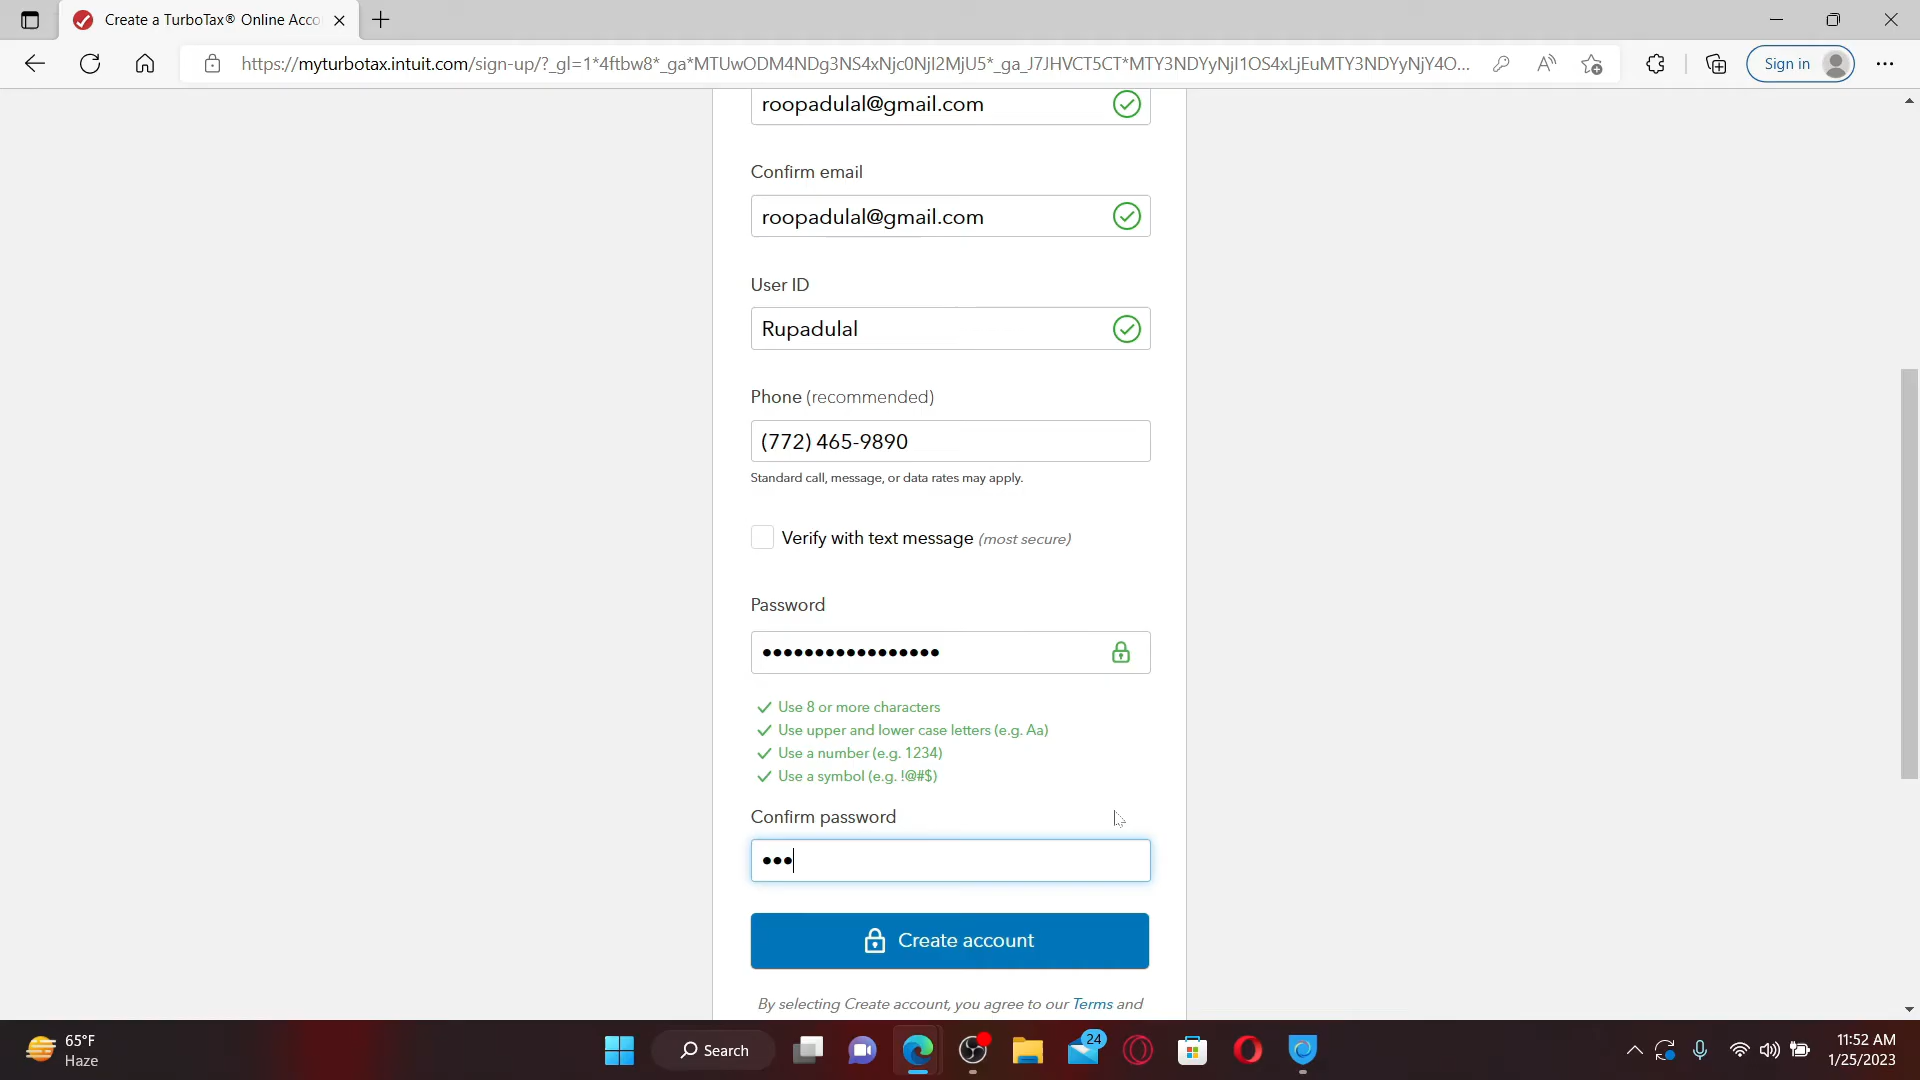 Create a TurboTax® Online Acco
https://myturbotax.intuit.com/sign-up/?_gl=1*4ftbw8*_ga*MTUwODM4NDg3NS4xNjc0NjI2MjU5*_ga_J7JHVCT5CT*MTY3NDYyNjI1OS4xLjEuMTY3NDYyNjY4O...
Sign in
roopadulal@gmail.com
Confirm email
roopadulal@gmail.com
User ID
Rupadulal
Phone (recommended)
(772) 465-9890
Standard call, message, or data rates may apply.
Verify with text message (most secure)
Password
Use 8 or more characters
Use upper and lower case letters (e.g. Aa)
Use a number (e.g. 1234)
Use a symbol (e.g. !@#$)
Confirm password
Create account
By selecting Create account, you agree to our Terms and
65°F
Haze
Search
24
11:52 AM
1/25/2023